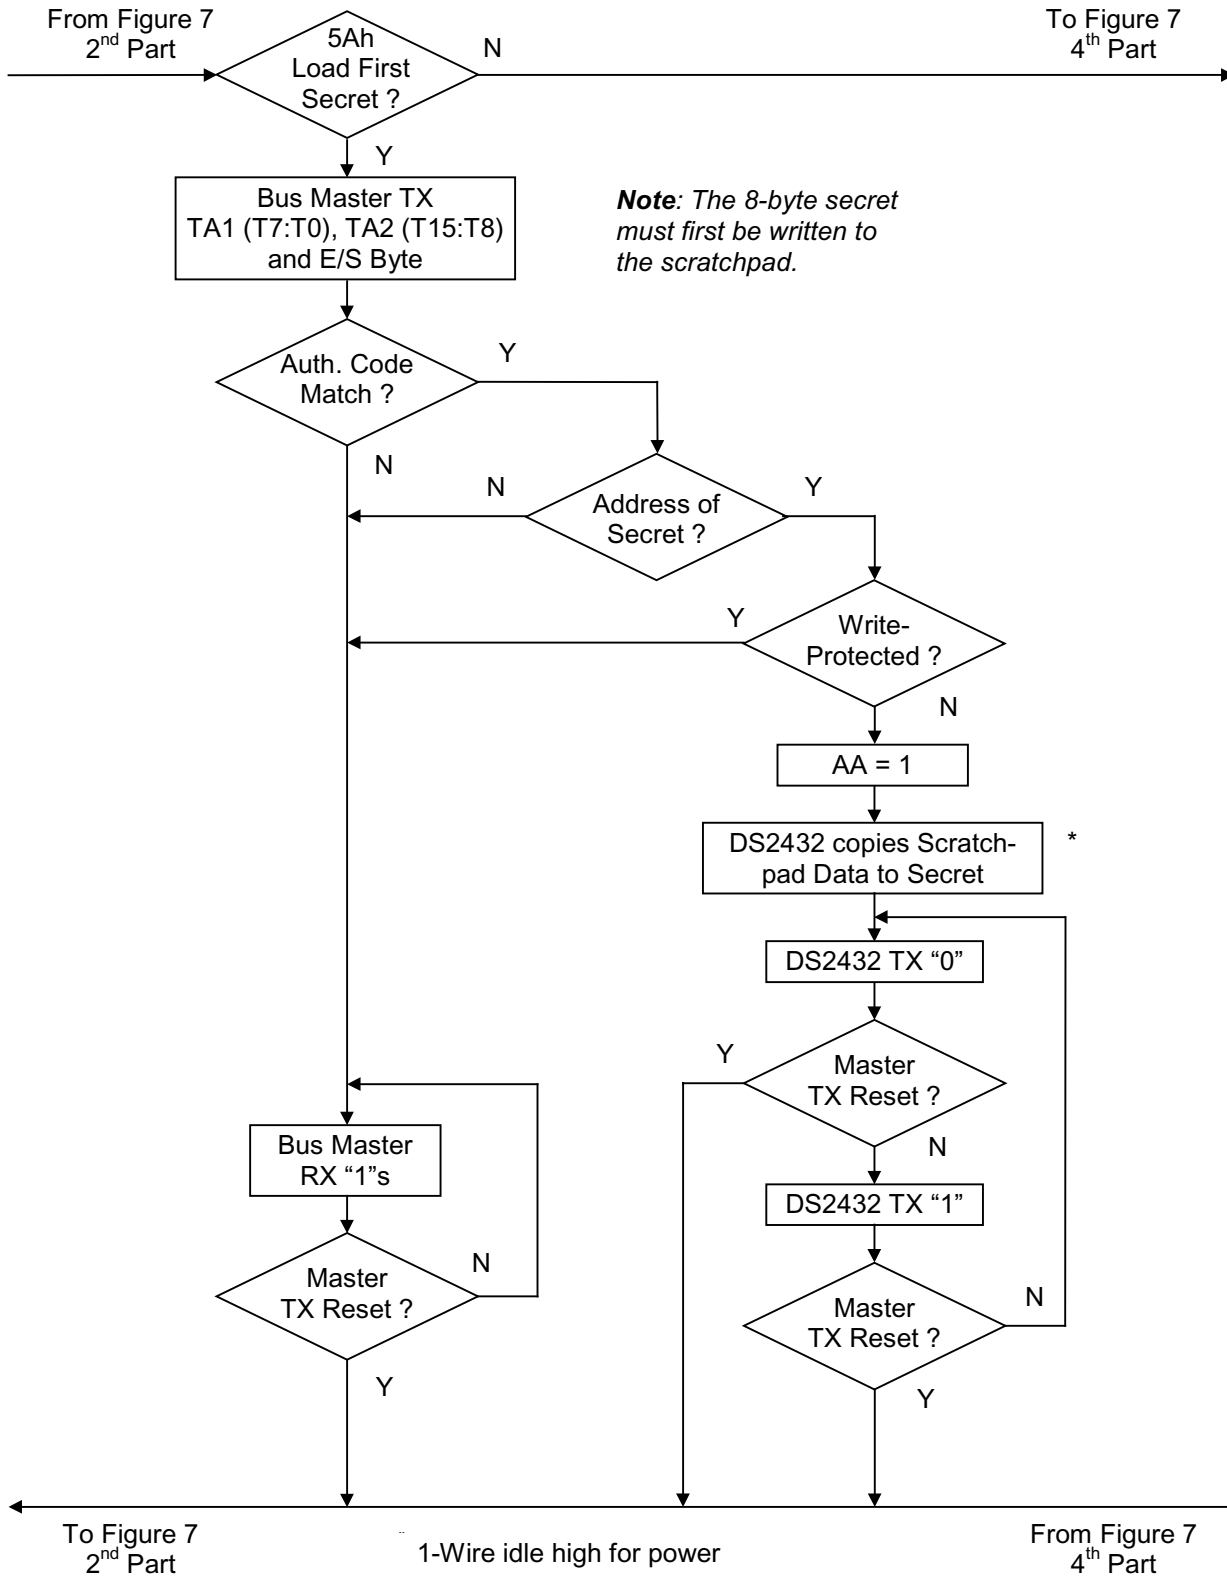 From Figure 7
2nd Part
5Ah
Load First
Secret ?
N
To Figure 7
4th Part
Y
Bus Master TX
TA1 (T7:T0), TA2 (T15:T8)
and E/S Byte
Note: The 8-byte secret
must first be written to
the scratchpad.
Auth. Code
Match ?
Y
N
Address of
Secret ?
N
Y
Write-
Protected ?
Y
N
AA = 1
DS2432 copies Scratch-
pad Data to Secret
*
DS2432 TX “0”
Master
TX Reset ?
Y
N
Bus Master
RX “1”s
DS2432 TX “1”
Master
TX Reset ?
N
Y
Master
TX Reset ?
N
Y
To Figure 7
2nd Part
1-Wire idle high for power
From Figure 7
4th Part